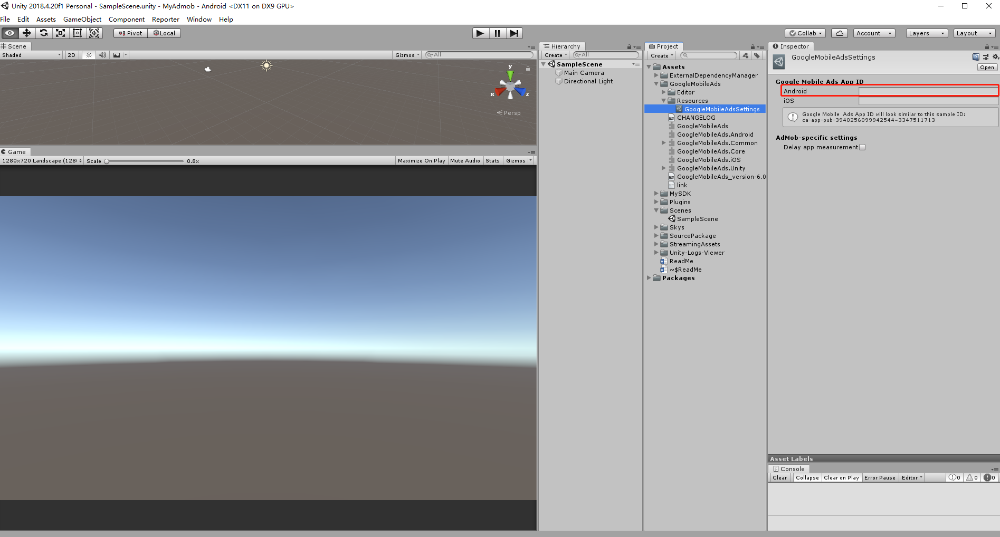 Unity 2018.4.20f1 Personal - SampleScene.unity - MyAdmob - Android <DX11 on DX9 GPU>
File Edit Assets GameObject Component Reporter Window Help
Pivot Local Collab Account Layers Layout
Scene
Shaded 2D Gizmos All
y
x z
Persp
Game
1280x720 Landscape (128 Scale 0.8x Maximize On Play Mute Audio Stats Gizmos
Hierarchy
Create All
SampleScene
Main Camera
Directional Light
Project
Create
Assets
ExternalDependencyManager
GoogleMobileAds
Editor
Resources
GoogleMobileAdsSettings
CHANGELOG
GoogleMobileAds
GoogleMobileAds.Android
GoogleMobileAds.Common
GoogleMobileAds.Core
GoogleMobileAds.iOS
GoogleMobileAds.Unity
GoogleMobileAds_version-6.0
link
MySDK
Plugins
Scenes
SampleScene
Skys
SourcePackage
StreamingAssets
Unity-Logs-Viewer
ReadMe
~$ReadMe
Packages
Inspector
GoogleMobileAdsSettings
Open
Google Mobile Ads App ID
Android
iOS
Google Mobile Ads App ID will look similar to this sample ID:
ca-app-pub-3940256099942544~3347511713
AdMob-specific settings
Delay app measurement
Asset Labels
Console
Clear Collapse Clear on Play Error Pause Editor 0 0 0